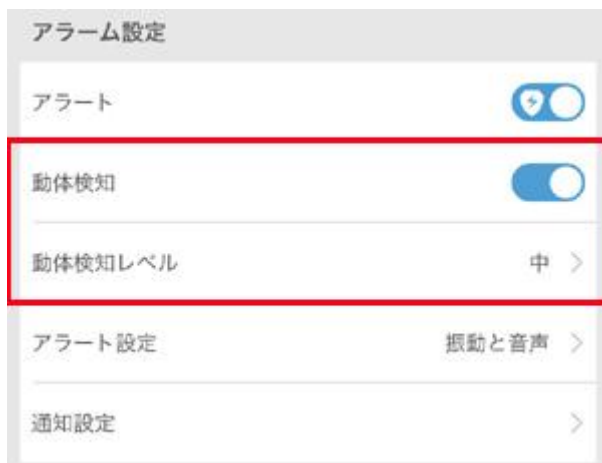 アラーム設定
アラート
動体検知
動体検知レベル 中
アラート設定 振動と音声
通知設定